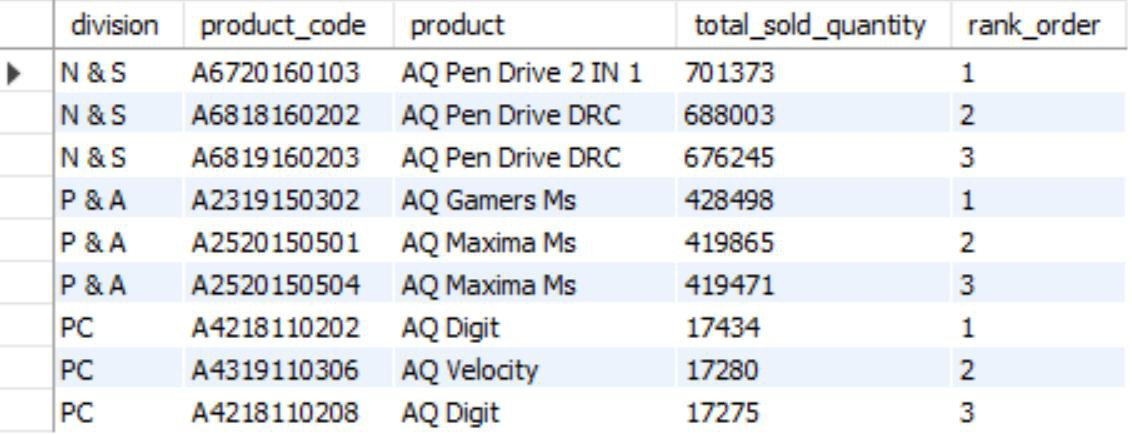 division product_code product total_sold_quantity rank_order
N & S A6720160103 AQ Pen Drive 2 IN 1 701373 1
N & S A6818160202 AQ Pen Drive DRC 688003 2
N & S A6819160203 AQ Pen Drive DRC 676245 3
P & A A2319150302 AQ Gamers Ms 428498 1
P & A A2520150501 AQ Maxima Ms 419865 2
P & A A2520150504 AQ Maxima Ms 419471 3
PC A4218110202 AQ Digit 17434 1
PC A4319110306 AQ Velocity 17280 2
PC A4218110208 AQ Digit 17275 3